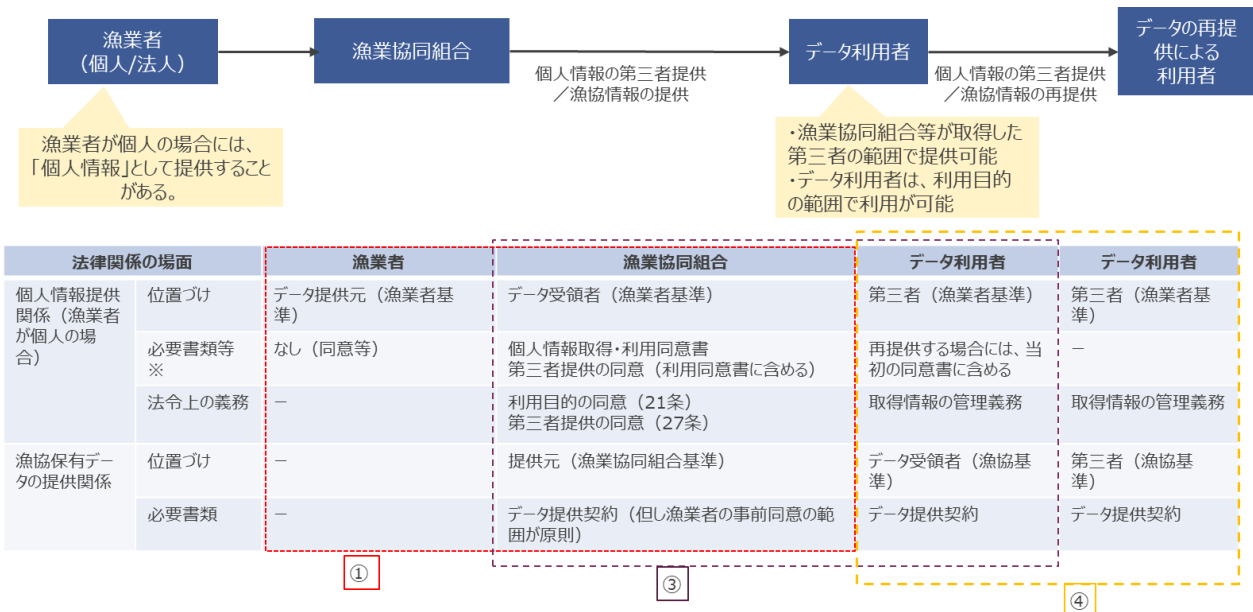 漁業者
（個人/法人）
漁業協同組合
データ利用者
データの再提
供による
利用者
個人情報の第三者提供
／漁協情報の提供
個人情報の第三者提供
／漁協情報の再提供
漁業者が個人の場合には、
「個人情報」として提供すること
がある。
・漁業協同組合等が取得した
第三者の範囲で提供可能
・データ利用者は、利用目的
の範囲で利用が可能
法律関係の場面
漁業者
漁業協同組合
データ利用者
データ利用者
個人情報提供
関係（漁業者
が個人の場
合）
位置づけ
データ提供元（漁業者基
準）
データ受領者（漁業者基準）
第三者（漁業者基準）
第三者（漁業者基
準）
必要書類等
※
なし（同意等）
個人情報取得・利用同意書
第三者提供の同意（利用同意書に含める）
再提供する場合には、当
初の同意書に含める
－
法令上の義務
－
利用目的の同意（21条）
第三者提供の同意（27条）
取得情報の管理義務
取得情報の管理義務
漁協保有デー
タの提供関係
位置づけ
－
提供元（漁業協同組合基準）
データ受領者（漁協基
準）
第三者（漁協基
準）
必要書類
－
データ提供契約（但し漁業者の事前同意の範
囲が原則）
データ提供契約
データ提供契約
①
③
④